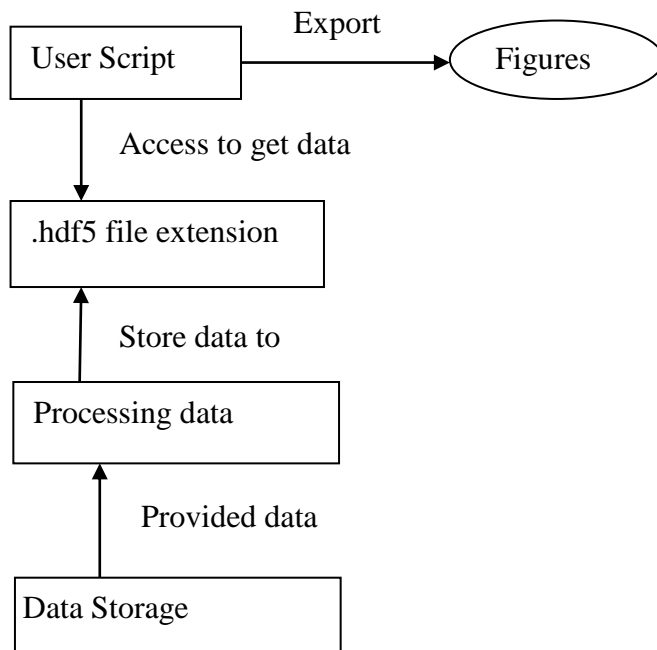 Export
User Script
Figures
Access to get data
.hdf5 file extension
Store data to
Processing data
Provided data
Data Storage